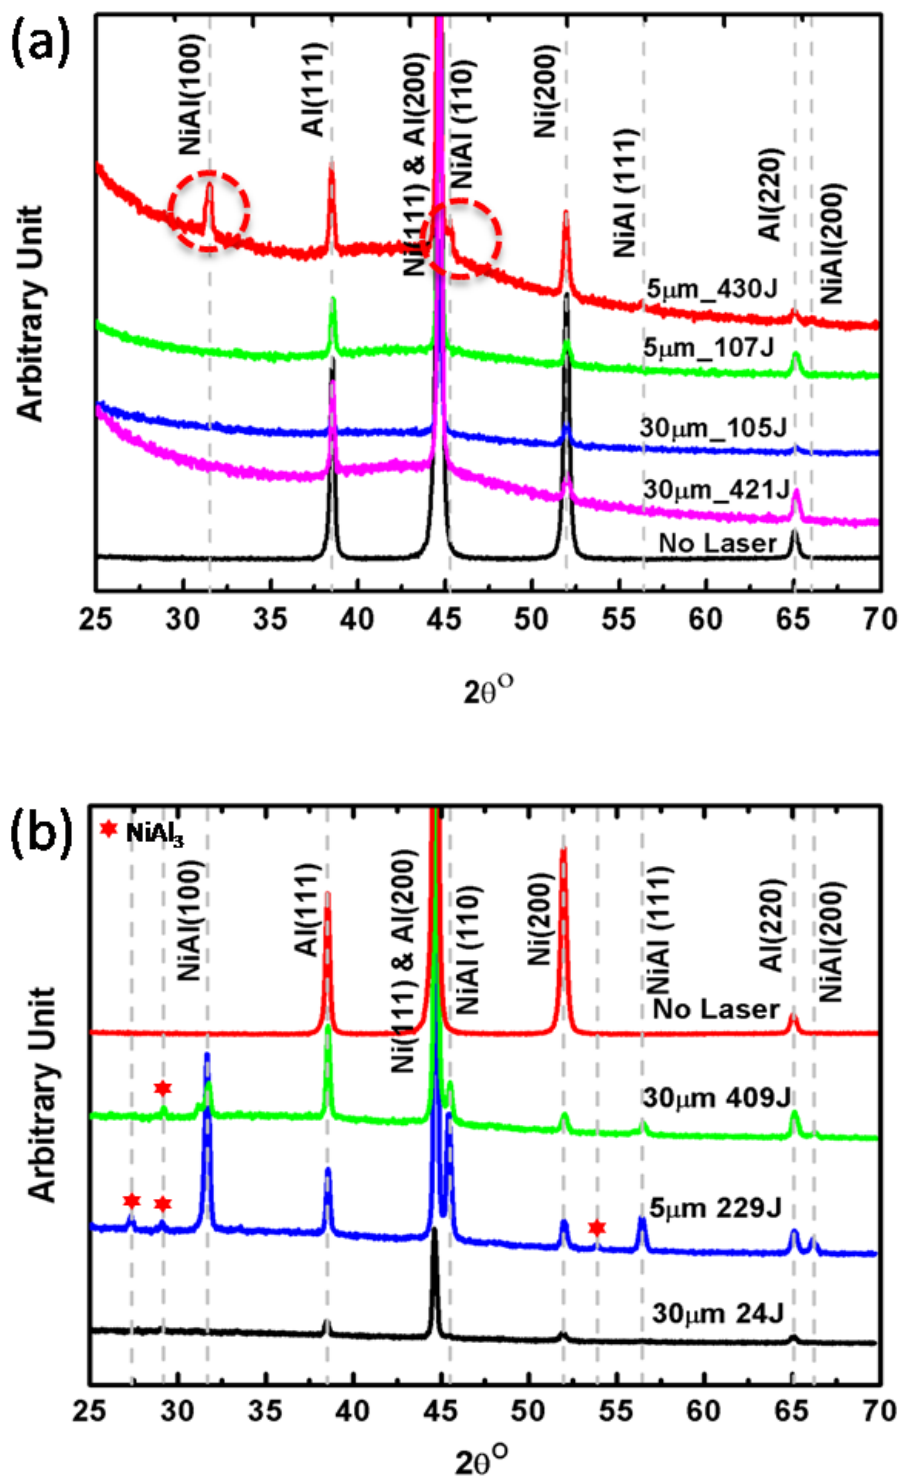 (a)
NiAl(100)
Al(111)
Ni(111) & Al(200)
NiAl (110)
Ni(200)
NiAl (111)
Al(220)
NiAl(200)
Arbitrary Unit
5μm_430J
5μm_107J
30μm_105J
30μm_421J
No Laser
25 30 35 40 45 50 55 60 65 70
2θ°
(b)
NiAl₃
NiAl(100)
Al(111)
Ni(111) & Al(200)
NiAl (110)
Ni(200)
NiAl (111)
Al(220)
NiAl(200)
Arbitrary Unit
No Laser
30μm 409J
5μm 229J
30μm 24J
25 30 35 40 45 50 55 60 65 70
2θ°